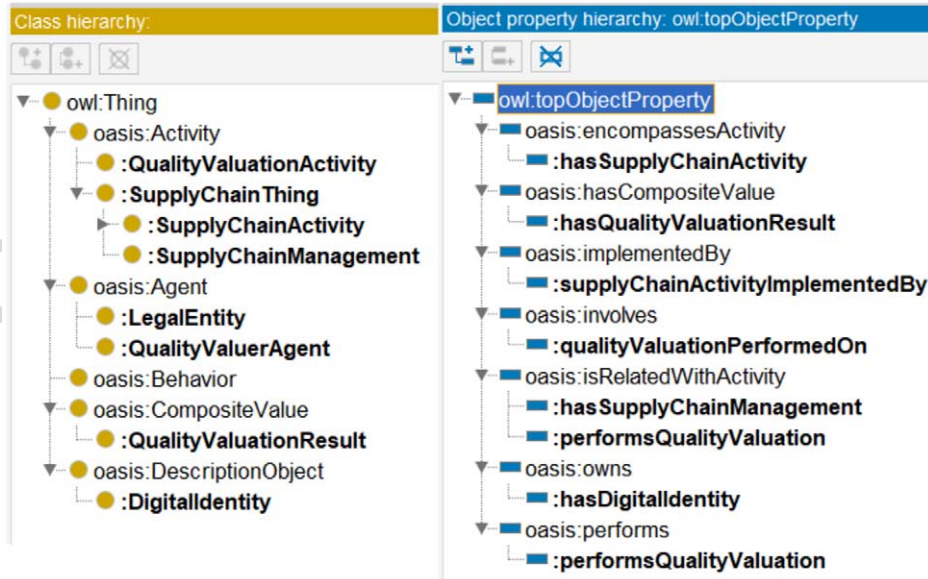 Class hierarchy:
owl:Thing
oasis:Activity
:QualityValuationActivity
:SupplyChainThing
:SupplyChainActivity
:SupplyChainManagement
oasis:Agent
:LegalEntity
:QualityValuerAgent
oasis:Behavior
oasis:CompositeValue
:QualityValuationResult
oasis:DescriptionObject
:DigitalIdentity
Object property hierarchy: owl:topObjectProperty
owl:topObjectProperty
oasis:encompassesActivity
:hasSupplyChainActivity
oasis:hasCompositeValue
:hasQualityValuationResult
oasis:implementedBy
:supplyChainActivityImplementedBy
oasis:involves
:qualityValuationPerformedOn
oasis:isRelatedWithActivity
:hasSupplyChainManagement
:performsQualityValuation
oasis:owns
:hasDigitalIdentity
oasis:performs
:performsQualityValuation